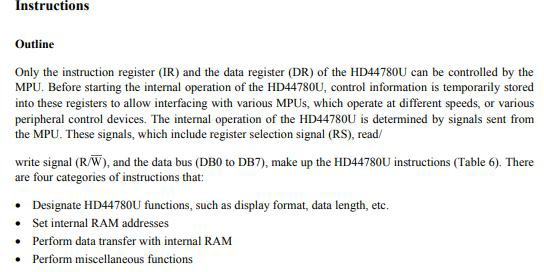 Instructions
Outline
Only the instruction register (IR) and the data register (DR) of the HD44780U can be controlled by the
MPU. Before starting the internal operation of the HD44780U, control information is temporarily stored
into these registers to allow interfacing with various MPUs, which operate at different speeds, or various
peripheral control devices. The internal operation of the HD44780U is determined by signals sent from
the MPU. These signals, which include register selection signal (RS), read/
write signal (R/W̅), and the data bus (DB0 to DB7), make up the HD44780U instructions (Table 6). There
are four categories of instructions that:
• Designate HD44780U functions, such as display format, data length, etc.
• Set internal RAM addresses
• Perform data transfer with internal RAM
• Perform miscellaneous functions